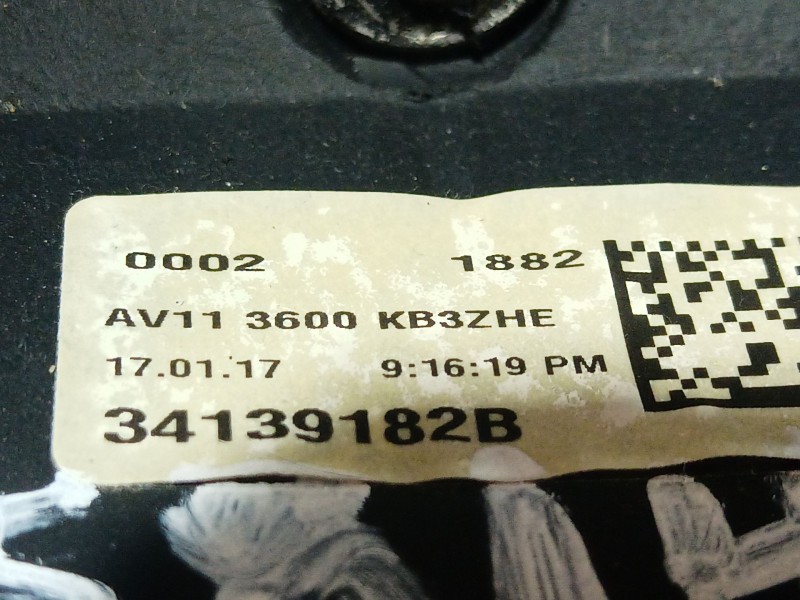 0002 1882
AV11 3600 KB3ZHE
17.01.17 9:16:19 PM
34139182B